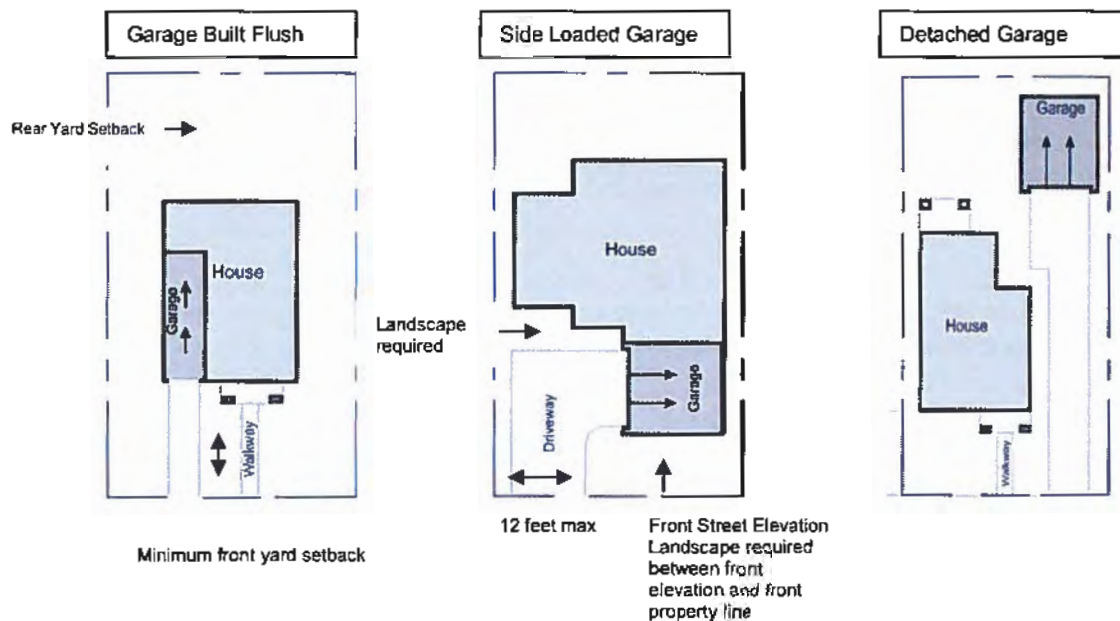 Garage Built Flush
Side Loaded Garage
Detached Garage
Rear Yard Setback
House
Garage
Walkway
Minimum front yard setback
House
Landscape
required
Garage
Driveway
12 feet max
Front Street Elevation
Landscape required
between front
elevation and front
property line
Garage
House
Walkway